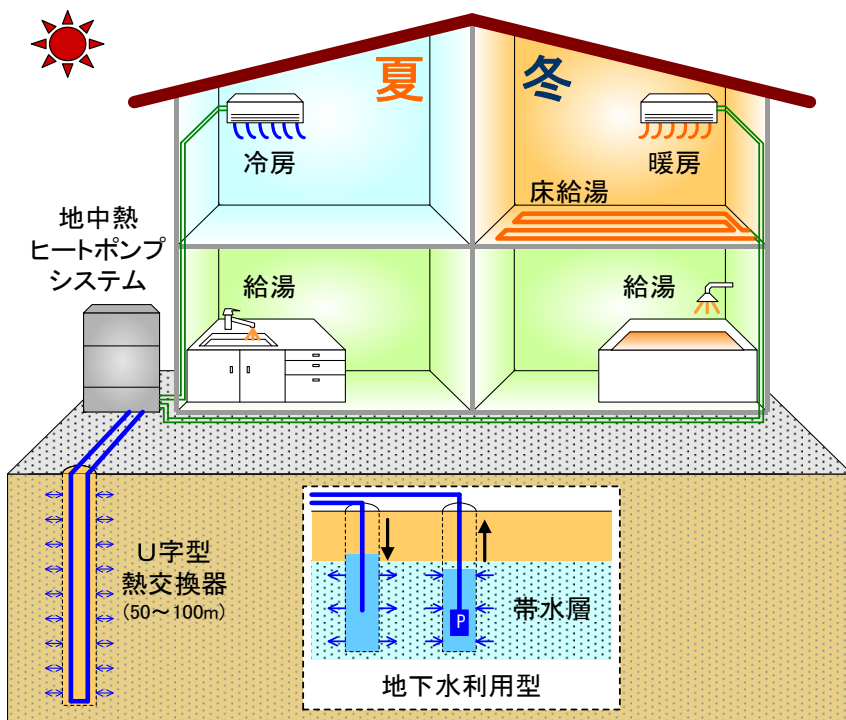 夏
冬
冷房
暖房
床給湯
地中熱
ヒートポンプ
システム
給湯
給湯
U字型
熱交換器
(50～100m)
P
帯水層
地下水利用型